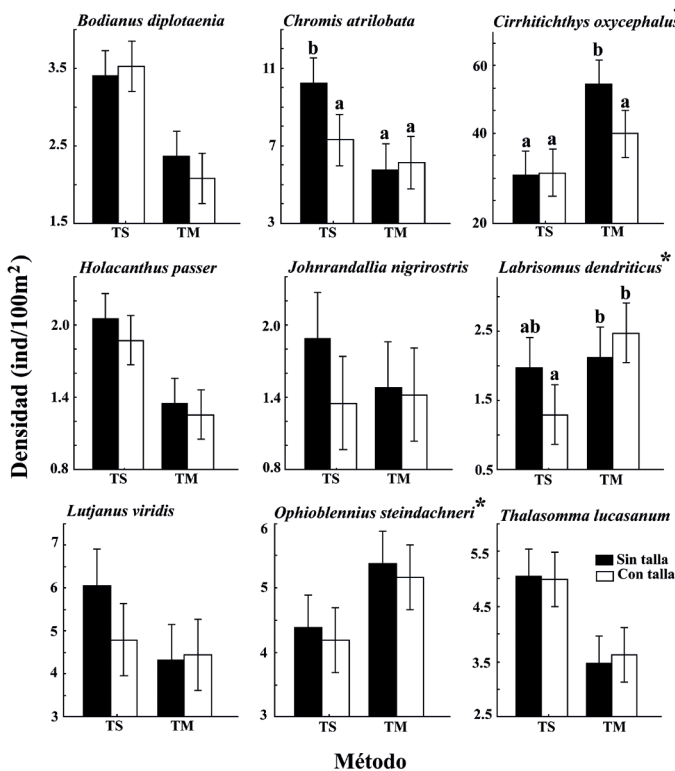 Bodianus diplotaenia
Chromis atrilobata
Cirrhitichthys oxycephalus
3.5
2.5
1.5
TS
TM
11
7
3
b
a
a
a
TS
TM
60
40
20
a
a
b
a
TS
TM
Densidad (ind/100m²)
Holacanthus passer
Johnrandallia nigrirostris
Labrisomus dendriticus*
2.0
1.4
0.8
TS
TM
2.0
1.4
0.8
TS
TM
2.5
1.5
0.5
ab
a
b
b
TS
TM
Lutjanus viridis
Ophioblennius steindachneri*
Thalasomma lucasanum
7
6
5
4
3
TS
TM
6
5
4
3
TS
TM
5.5
4.5
3.5
2.5
Sin talla
Con talla
TS
TM
Método